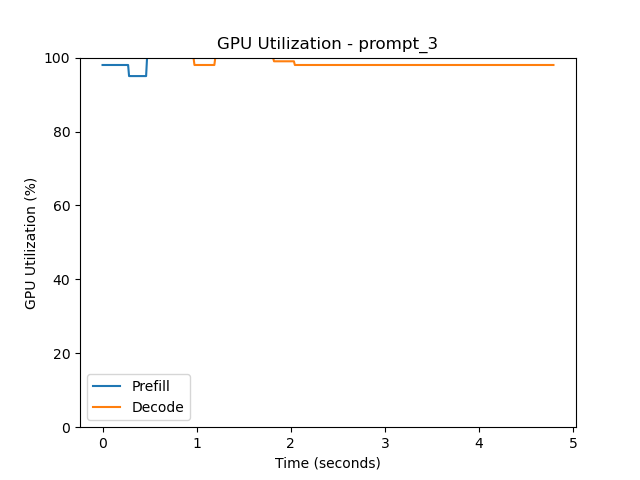 GPU Utilization - prompt_3
GPU Utilization (%)
100
80
60
40
20
0
Prefill
Decode
0 1 2 3 4 5
Time (seconds)